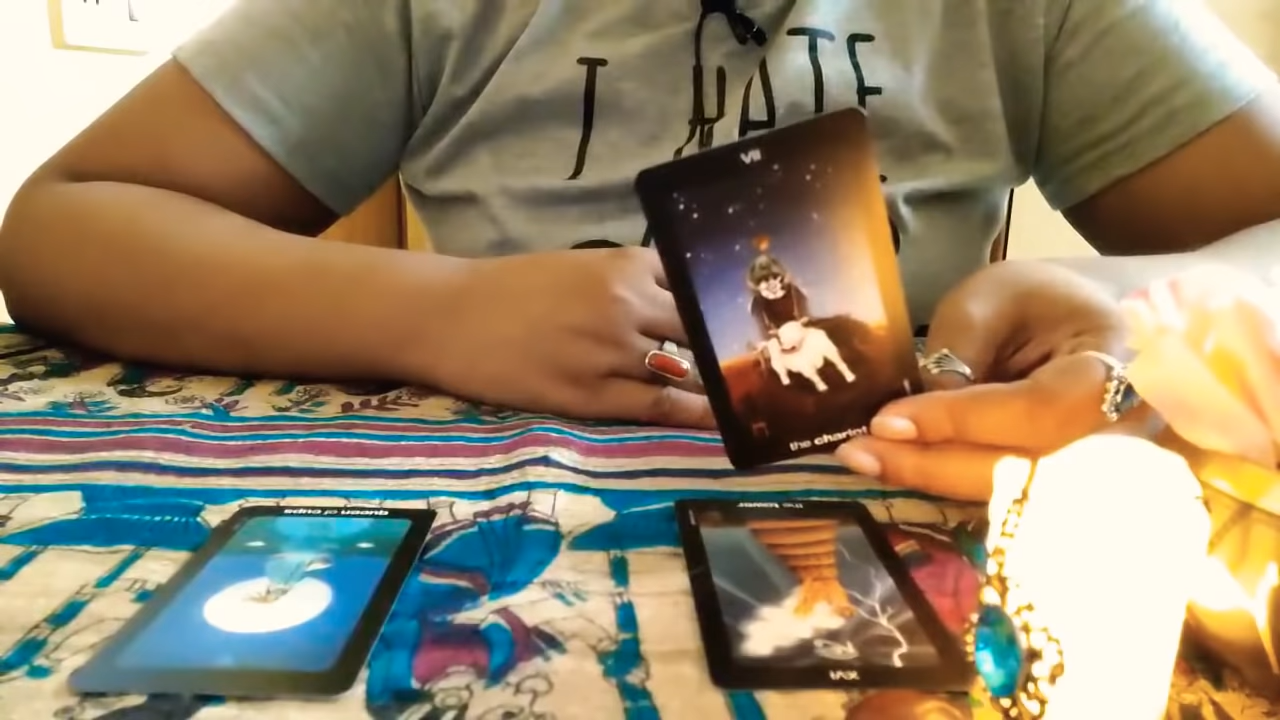 I HATE
VII
the chariot
queen of cups
the tower
XVI